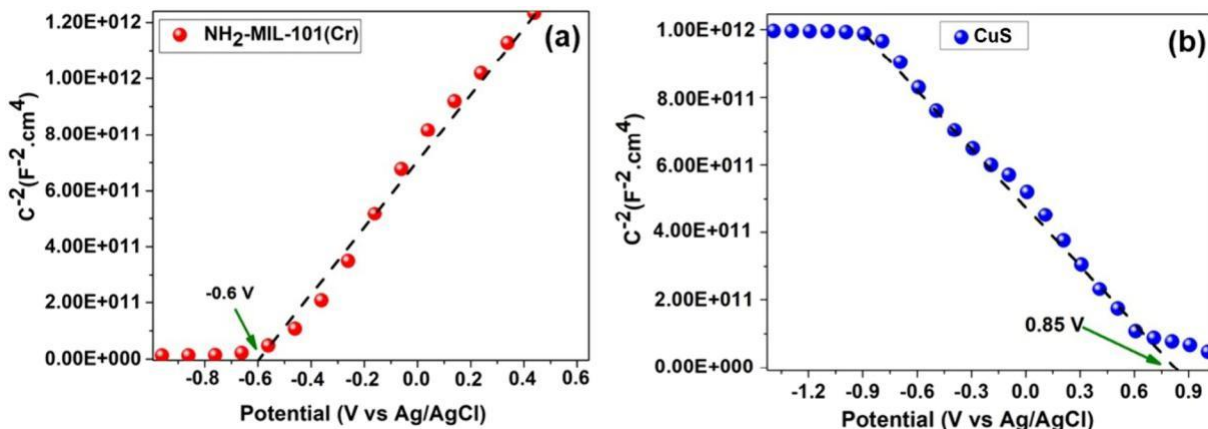 NH2-MIL-101(Cr)
(a)
C-2(F-2.cm4)
1.20E+012
1.00E+012
8.00E+011
6.00E+011
4.00E+011
2.00E+011
0.00E+000
-0.6 V
-0.8 -0.6 -0.4 -0.2 0.0 0.2 0.4 0.6
Potential (V vs Ag/AgCl)
CuS
(b)
C-2(F-2.cm4)
1.00E+012
8.00E+011
6.00E+011
4.00E+011
2.00E+011
0.00E+000
0.85 V
-1.2 -0.9 -0.6 -0.3 0.0 0.3 0.6 0.9
Potential (V vs Ag/AgCl)